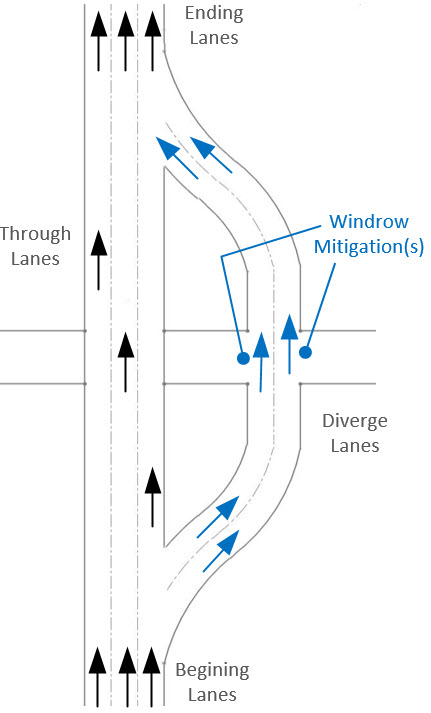 Ending
Lanes
Through
Lanes
Windrow
Mitigation(s)
Diverge
Lanes
Begining
Lanes